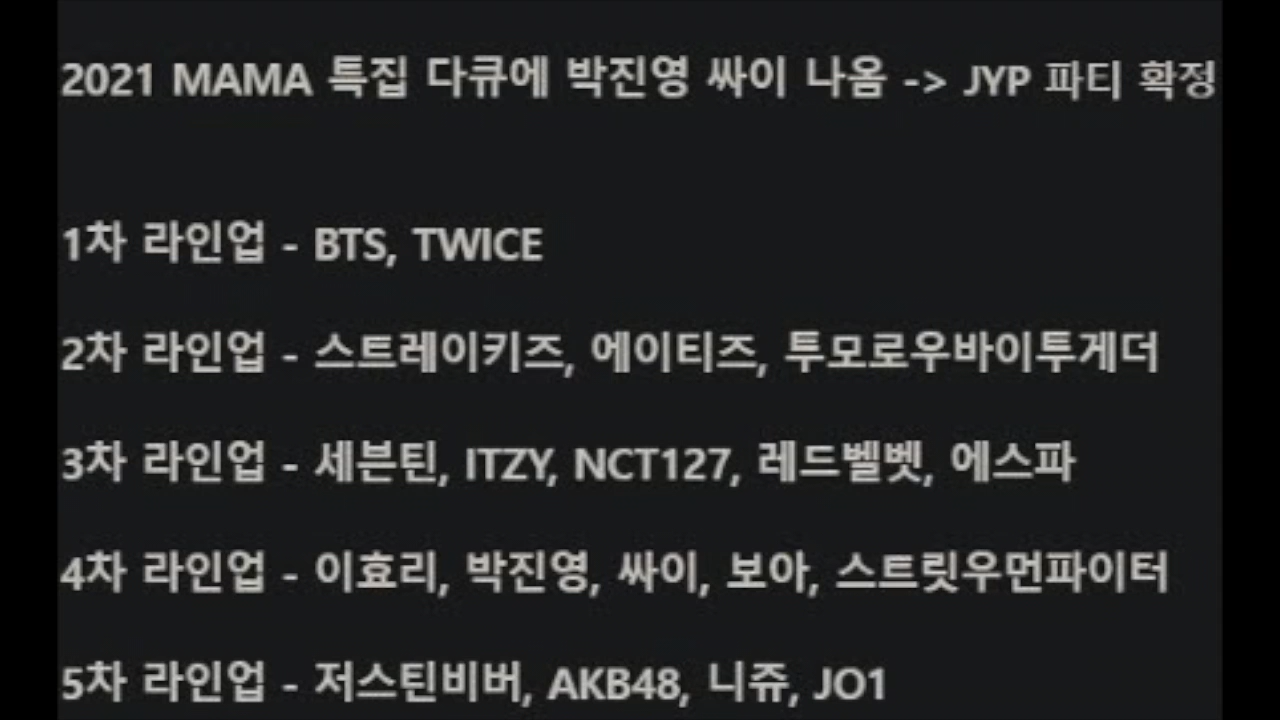 2021 MAMA 특집 다큐에 박진영 싸이 나옴 -> JYP 파티 확정
1차 라인업 - BTS, TWICE
2차 라인업 - 스트레이키즈, 에이티즈, 투모로우바이투게더
3차 라인업 - 세븐틴, ITZY, NCT127, 레드벨벳, 에스파
4차 라인업 - 이효리, 박진영, 싸이, 보아, 스트릿우먼파이터
5차 라인업 - 저스틴비버, AKB48, 니쥬, JO1